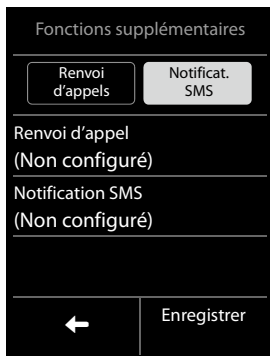 Fonctions supplémentaires
Renvoi
d'appels
Notificat.
SMS
Renvoi d'appel
(Non configuré)
Notification SMS
(Non configuré)
Enregistrer